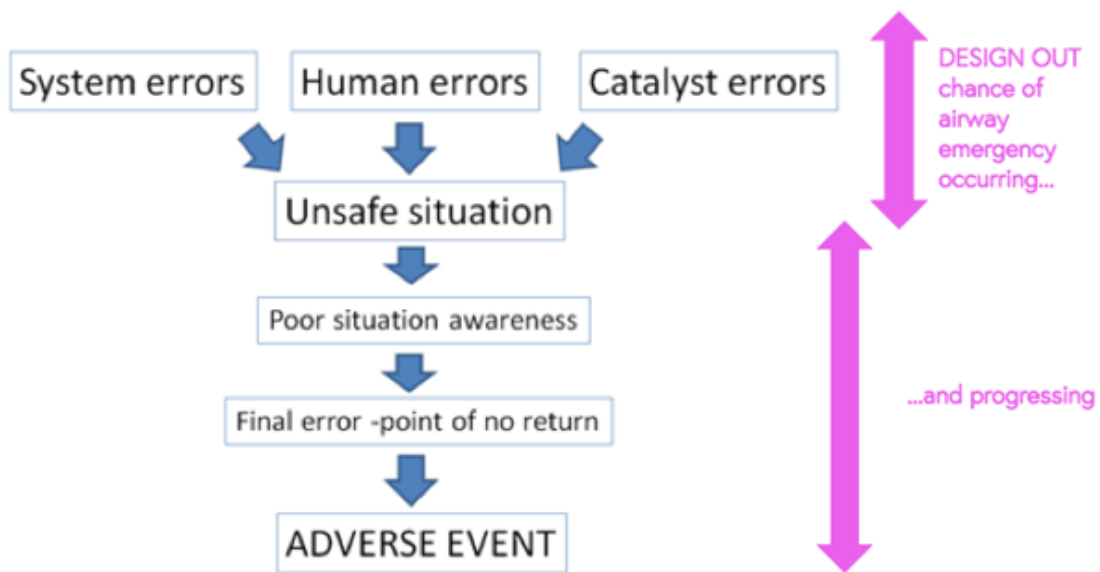 System errors
Human errors
Catalyst errors
DESIGN OUT
chance of
airway
emergency
occurring...
Unsafe situation
Poor situation awareness
Final error -point of no return
...and progressing
ADVERSE EVENT